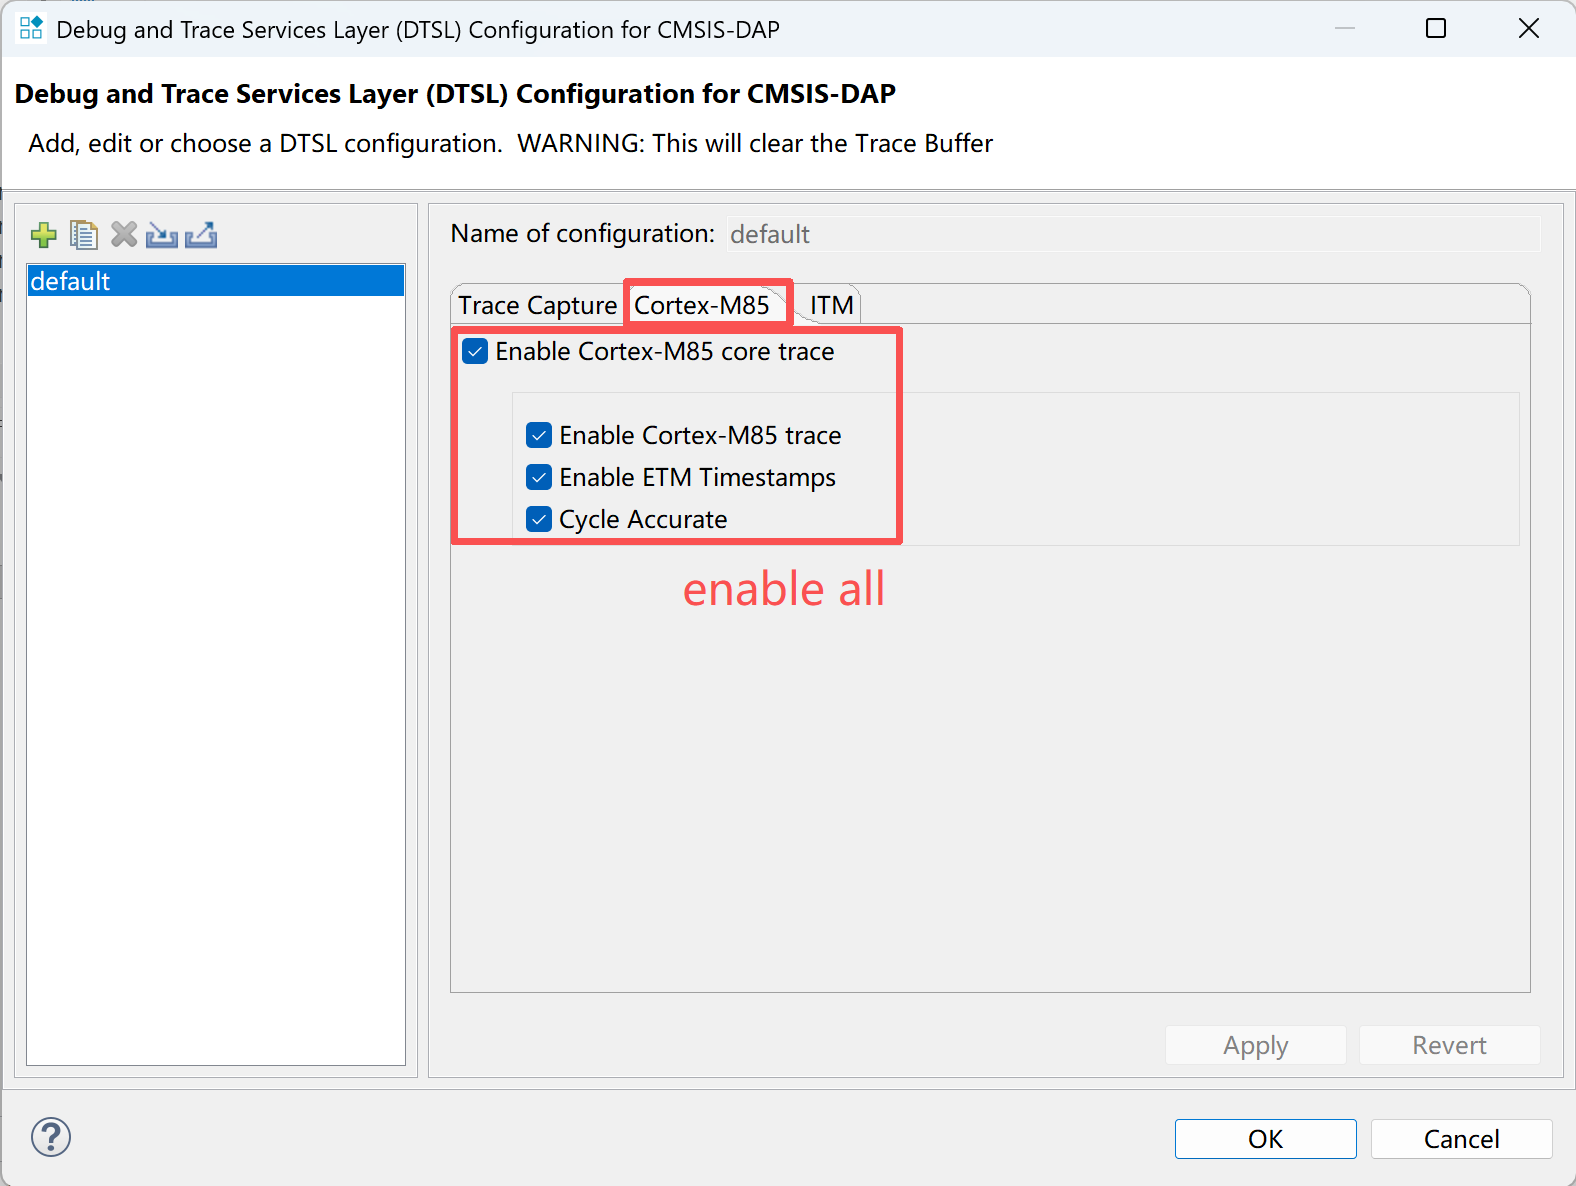 Debug and Trace Services Layer (DTSL) Configuration for CMSIS-DAP
Debug and Trace Services Layer (DTSL) Configuration for CMSIS-DAP
Add, edit or choose a DTSL configuration.  WARNING: This will clear the Trace Buffer
default
Name of configuration: default
Trace Capture Cortex-M85 ITM
Enable Cortex-M85 core trace
Enable Cortex-M85 trace
Enable ETM Timestamps
Cycle Accurate
enable all
Apply Revert
? OK Cancel